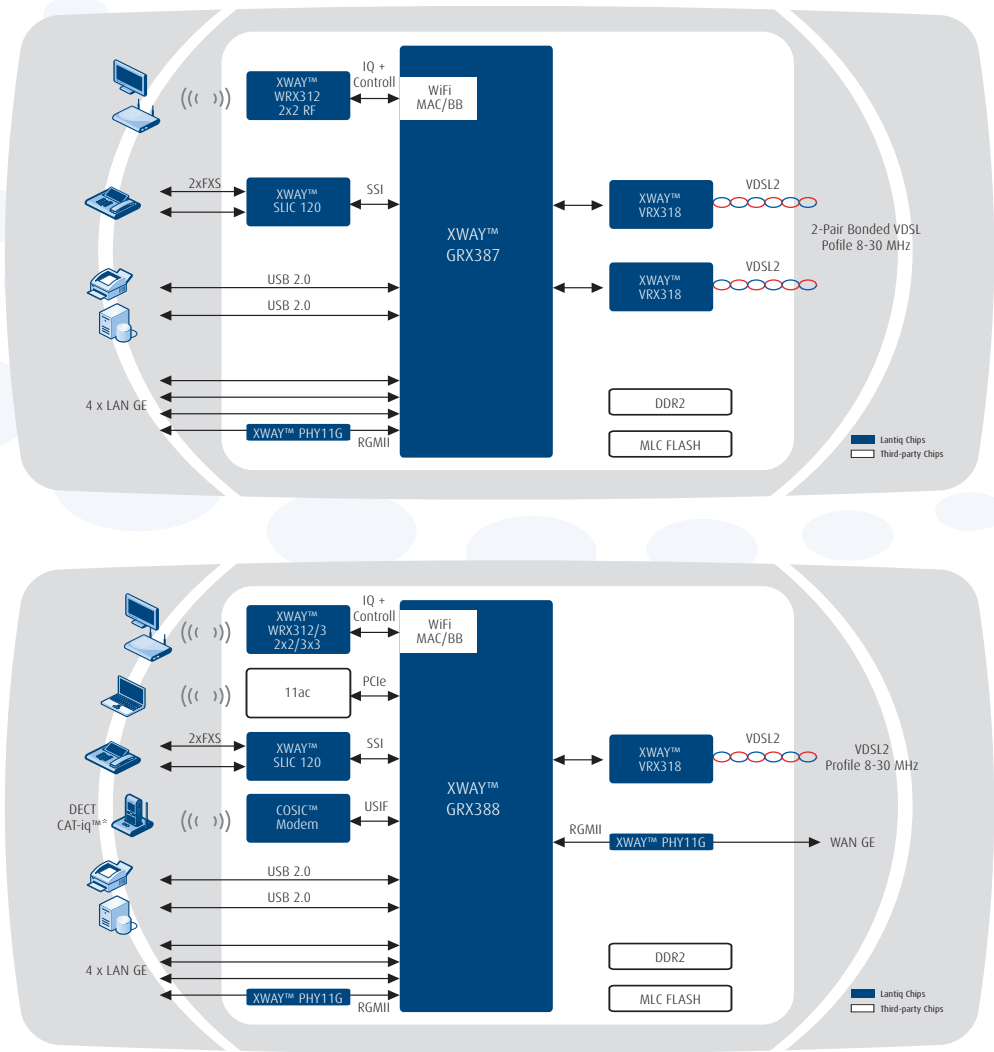 IQ +
Controll
XWAY™
WRX312
2x2 RF
WiFi
MAC/BB
2xFXS
XWAY™
SLIC 120
SSI
XWAY™
GRX387
XWAY™
VRX318
VDSL2
2-Pair Bonded VDSL
Pofile 8-30 MHz
XWAY™
VRX318
VDSL2
USB 2.0
USB 2.0
4 x LAN GE
XWAY™ PHY11G
RGMII
DDR2
MLC FLASH
Lantiq Chips
Third-party Chips
IQ +
Controll
XWAY™
WRX312/3
2x2/3x3
WiFi
MAC/BB
11ac
PCIe
2xFXS
XWAY™
SLIC 120
SSI
XWAY™
GRX388
XWAY™
VRX318
VDSL2
VDSL2
Profile 8-30 MHz
DECT
CAT-iq™*
COSIC™
Modem
USIF
RGMII
XWAY™ PHY11G
WAN GE
USB 2.0
USB 2.0
4 x LAN GE
XWAY™ PHY11G
RGMII
DDR2
MLC FLASH
Lantiq Chips
Third-party Chips